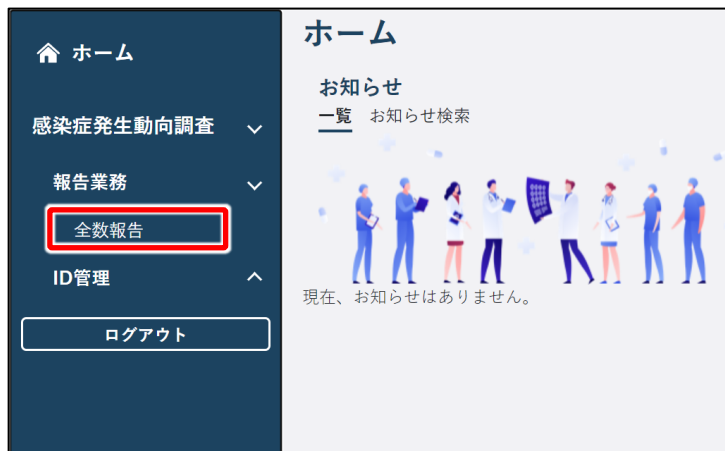 ホーム
感染症発生動向調査
報告業務
全数報告
ID管理
ログアウト
ホーム
お知らせ
一覧 お知らせ検索
現在、お知らせはありません。